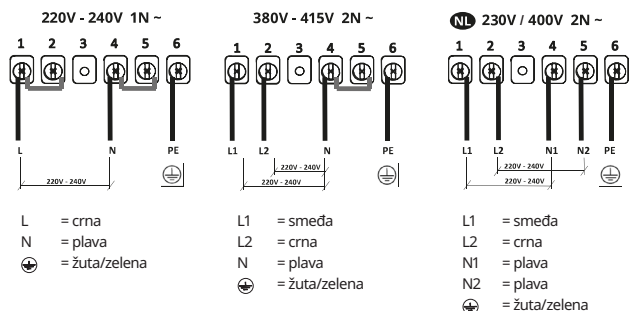 220V - 240V 1N ~
1 2 3 4 5 6
L N PE
220V - 240V
L = crna
N = plava
= žuta/zelena
380V - 415V 2N ~
1 2 3 4 5 6
L1 L2 N PE
220V - 240V
220V - 240V
L1 = smeđa
L2 = crna
N = plava
= žuta/zelena
NL 230V / 400V 2N ~
1 2 3 4 5 6
L1 L2 N1 N2 PE
220V - 240V
220V - 240V
L1 = smeđa
L2 = crna
N1 = plava
N2 = plava
= žuta/zelena